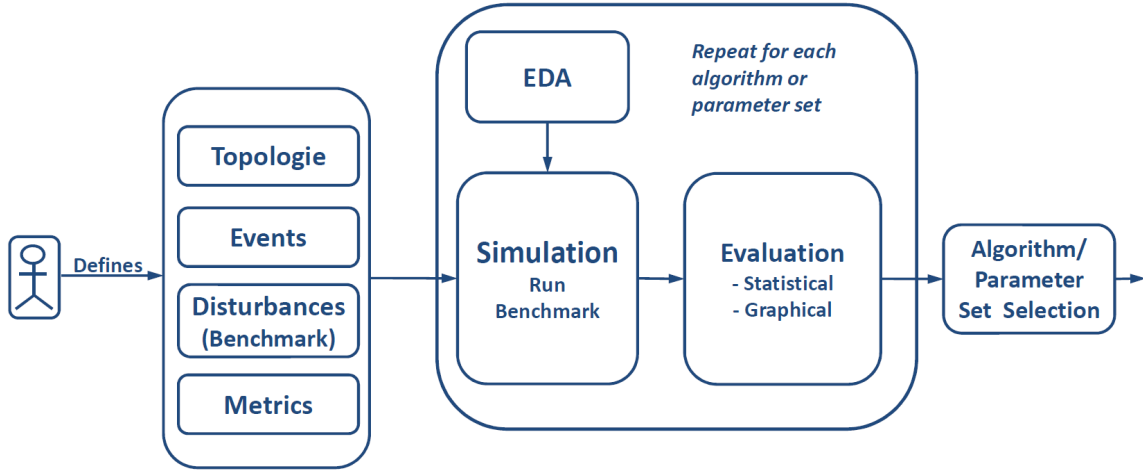 Defines
Topologie
Events
Disturbances
(Benchmark)
Metrics
EDA
Repeat for each
algorithm or
parameter set
Simulation
Run
Benchmark
Evaluation
- Statistical
- Graphical
Algorithm/
Parameter
Set Selection